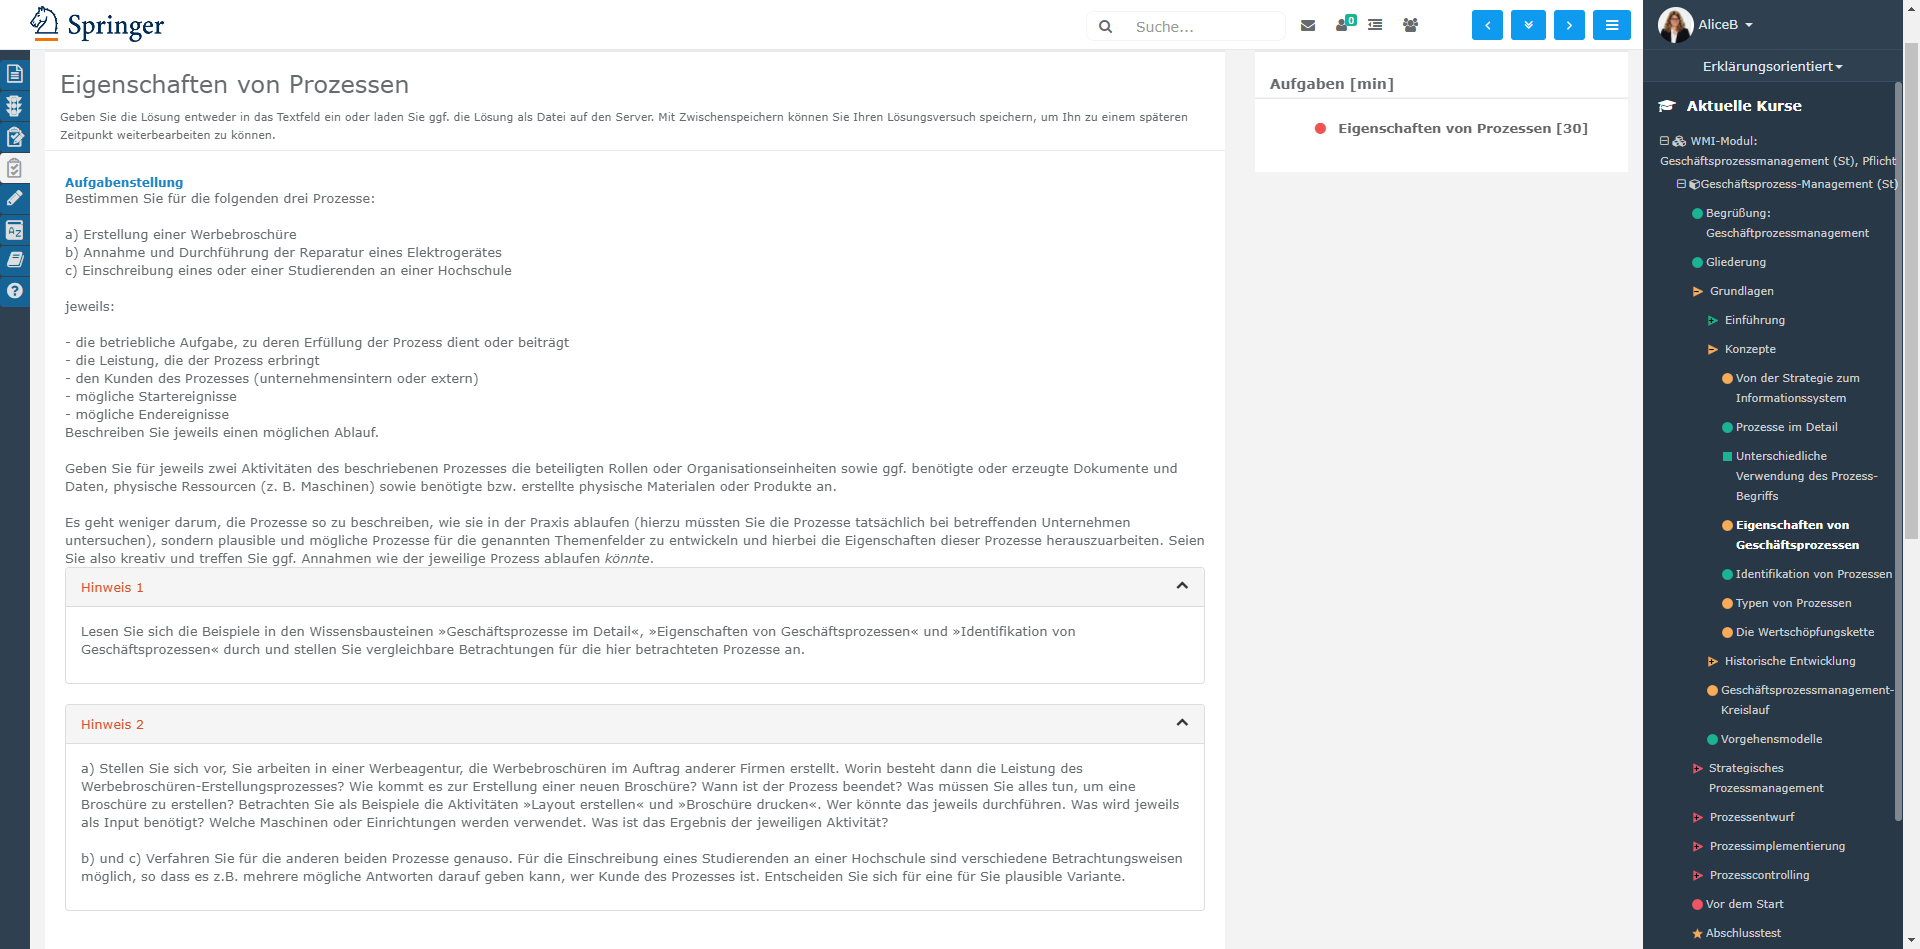 Springer
Suche...
0
AliceB
Erklärungsorientiert
Eigenschaften von Prozessen
Geben Sie die Lösung entweder in das Textfeld ein oder laden Sie ggf. die Lösung als Datei auf den Server. Mit Zwischenspeichern können Sie Ihren Lösungsversuch speichern, um Ihn zu einem späteren
Zeitpunkt weiterbearbeiten zu können.
Aufgabenstellung
Bestimmen Sie für die folgenden drei Prozesse:
a) Erstellung einer Werbebroschüre
b) Annahme und Durchführung der Reparatur eines Elektrogerätes
c) Einschreibung eines oder einer Studierenden an einer Hochschule
jeweils:
- die betriebliche Aufgabe, zu deren Erfüllung der Prozess dient oder beiträgt
- die Leistung, die der Prozess erbringt
- den Kunden des Prozesses (unternehmensintern oder extern)
- mögliche Startereignisse
- mögliche Endereignisse
Beschreiben Sie jeweils einen möglichen Ablauf.
Geben Sie für jeweils zwei Aktivitäten des beschriebenen Prozesses die beteiligten Rollen oder Organisationseinheiten sowie ggf. benötigte oder erzeugte Dokumente und
Daten, physische Ressourcen (z. B. Maschinen) sowie benötigte bzw. erstellte physische Materialen oder Produkte an.
Es geht weniger darum, die Prozesse so zu beschreiben, wie sie in der Praxis ablaufen (hierzu müssten Sie die Prozesse tatsächlich bei betreffenden Unternehmen
untersuchen), sondern plausible und mögliche Prozesse für die genannten Themenfelder zu entwickeln und hierbei die Eigenschaften dieser Prozesse herauszuarbeiten. Seien
Sie also kreativ und treffen Sie ggf. Annahmen wie der jeweilige Prozess ablaufen könnte.
Hinweis 1
Lesen Sie sich die Beispiele in den Wissensbausteinen »Geschäftsprozesse im Detail«, »Eigenschaften von Geschäftsprozessen« und »Identifikation von
Geschäftsprozessen« durch und stellen Sie vergleichbare Betrachtungen für die hier betrachteten Prozesse an.
Hinweis 2
a) Stellen Sie sich vor, Sie arbeiten in einer Werbeagentur, die Werbebroschüren im Auftrag anderer Firmen erstellt. Worin besteht dann die Leistung des
Werbebroschüren-Erstellungsprozesses? Wie kommt es zur Erstellung einer neuen Broschüre? Wann ist der Prozess beendet? Was müssen Sie alles tun, um eine
Broschüre zu erstellen? Betrachten Sie als Beispiele die Aktivitäten »Layout erstellen« und »Broschüre drucken«. Wer könnte das jeweils durchführen. Was wird jeweils
als Input benötigt? Welche Maschinen oder Einrichtungen werden verwendet. Was ist das Ergebnis der jeweiligen Aktivität?
b) und c) Verfahren Sie für die anderen beiden Prozesse genauso. Für die Einschreibung eines Studierenden an einer Hochschule sind verschiedene Betrachtungsweisen
möglich, so dass es z.B. mehrere mögliche Antworten darauf geben kann, wer Kunde des Prozesses ist. Entscheiden Sie sich für eine für Sie plausible Variante.
Aufgaben [min]
Eigenschaften von Prozessen [30]
Aktuelle Kurse
WMI-Modul:
Geschäftsprozessmanagement (St), Pflicht
Geschäftsprozess-Management (St)
Begrüßung:
Geschäftprozessmanagement
Gliederung
Grundlagen
Einführung
Konzepte
Von der Strategie zum
Informationssystem
Prozesse im Detail
Unterschiedliche
Verwendung des Prozess-
Begriffs
Eigenschaften von
Geschäftsprozessen
Identifikation von Prozessen
Typen von Prozessen
Die Wertschöpfungskette
Historische Entwicklung
Geschäftsprozessmanagement-
Kreislauf
Vorgehensmodelle
Strategisches
Prozessmanagement
Prozessentwurf
Prozessimplementierung
Prozesscontrolling
Vor dem Start
Abschlusstest